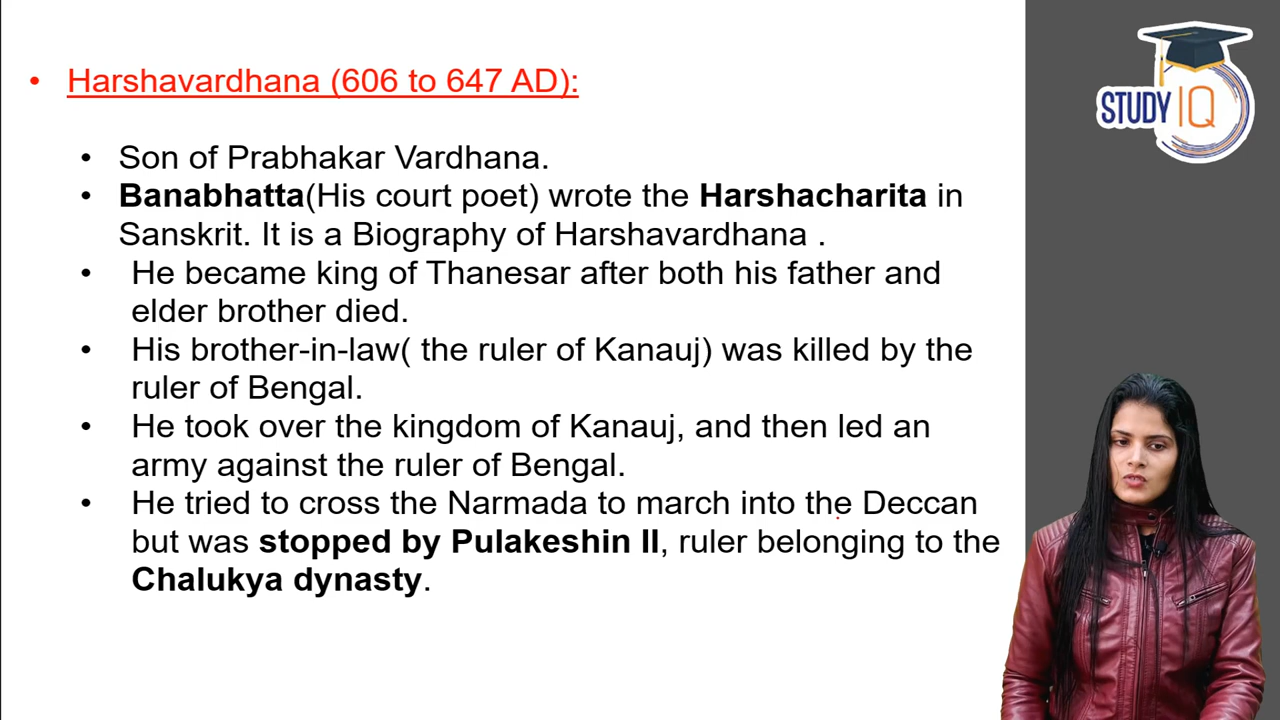 Harshavardhana (606 to 647 AD):
STUDY IQ
• Son of Prabhakar Vardhana.
• Banabhatta(His court poet) wrote the Harshacharita in
Sanskrit. It is a Biography of Harshavardhana .
• He became king of Thanesar after both his father and
elder brother died.
• His brother-in-law( the ruler of Kanauj) was killed by the
ruler of Bengal.
• He took over the kingdom of Kanauj, and then led an
army against the ruler of Bengal.
• He tried to cross the Narmada to march into the Deccan
but was stopped by Pulakeshin II, ruler belonging to the
Chalukya dynasty.